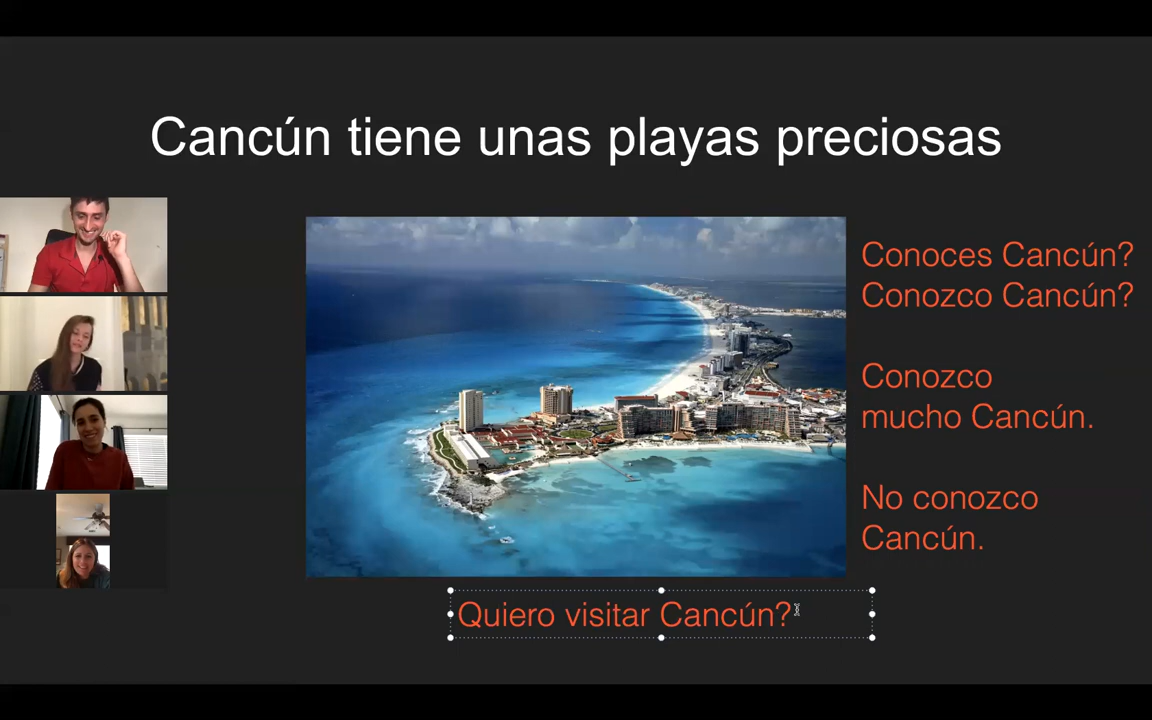 Cancún tiene unas playas preciosas
Conoces Cancún?
Conozco Cancún?
Conozco
mucho Cancún.
No conozco
Cancún.
Quiero visitar Cancún?